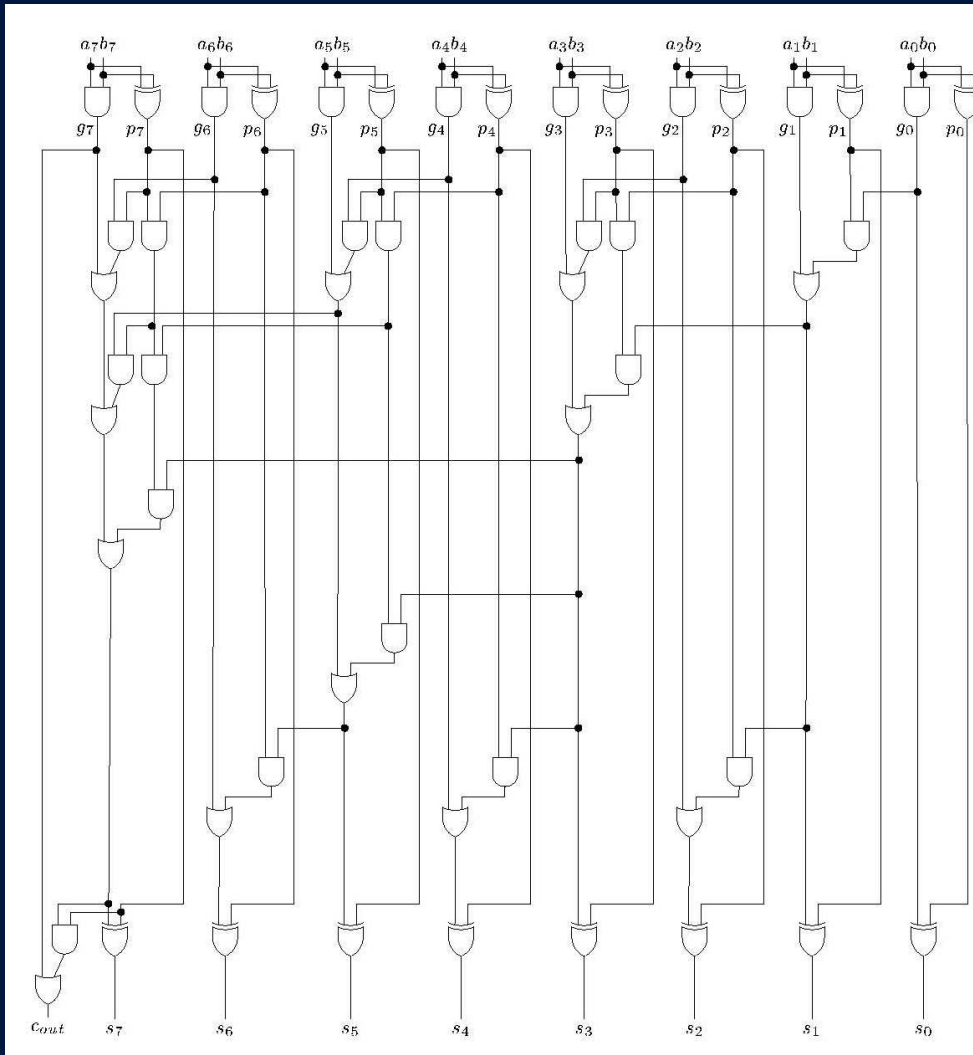 a₇b₇ a₆b₆ a₅b₅ a₄b₄ a₃b₃ a₂b₂ a₁b₁ a₀b₀
g₇ p₇ g₆ p₆ g₅ p₅ g₄ p₄ g₃ p₃ g₂ p₂ g₁ p₁ g₀ p₀
c_out s₇ s₆ s₅ s₄ s₃ s₂ s₁ s₀